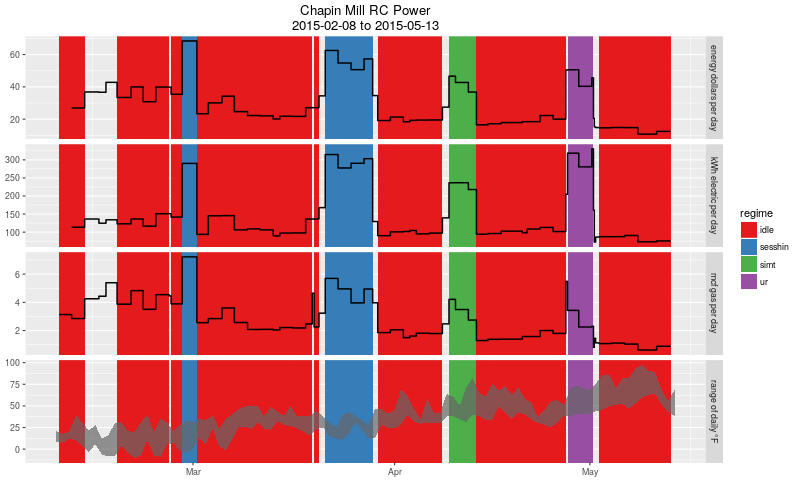 Chapin Mill RC Power
2015-02-08 to 2015-05-13
60
40
20
energy dollars per day
300
250
200
150
100
kWh electric per day
6
4
2
mcf gas per day
100
75
50
25
0
range of daily °F
Mar
Apr
May
regime
idle
sesshin
simt
ur